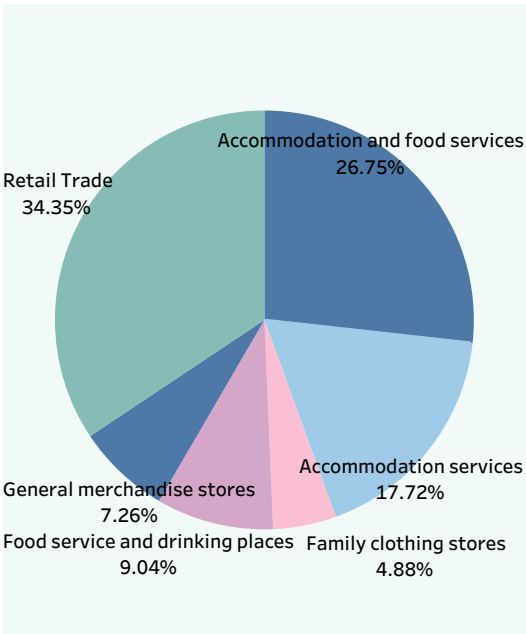 Accommodation and food services
26.75%
Retail Trade
34.35%
Accommodation services
17.72%
General merchandise stores
7.26%
Food service and drinking places
9.04%
Family clothing stores
4.88%